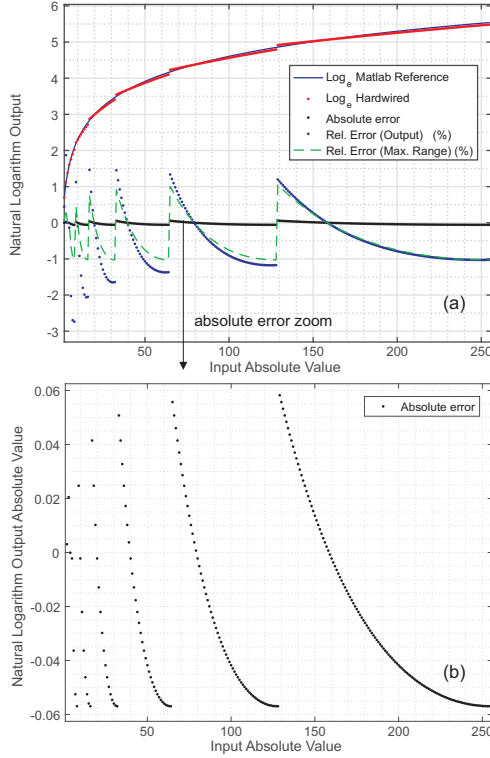 6
5
4
3
2
1
0
-1
-2
-3
Natural Logarithm Output
Log e Matlab Reference
Log e Hardwired
Absolute error
Rel. Error (Output) (%)
Rel. Error (Max. Range) (%)
(a)
50
100
150
200
250
absolute error zoom
Input Absolute Value
0.06
0.04
0.02
0
-0.02
-0.04
-0.06
Natural Logarithm Output Absolute Value
Absolute error
(b)
50
100
150
200
250
Input Absolute Value